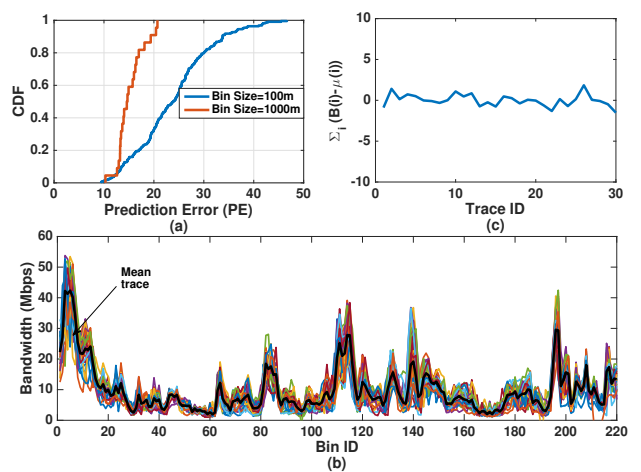 1
0.8
0.6
0.4
0.2
0
CDF
Bin Size=100m
Bin Size=1000m
0 10 20 30 40 50
Prediction Error (PE)
(a)
10
5
0
-5
-10
Σi (B(i)-μ(i))
0 10 20 30
Trace ID
(c)
60
50
40
30
20
10
0
Bandwidth (Mbps)
Mean
trace
0 20 40 60 80 100 120 140 160 180 200 220
Bin ID
(b)